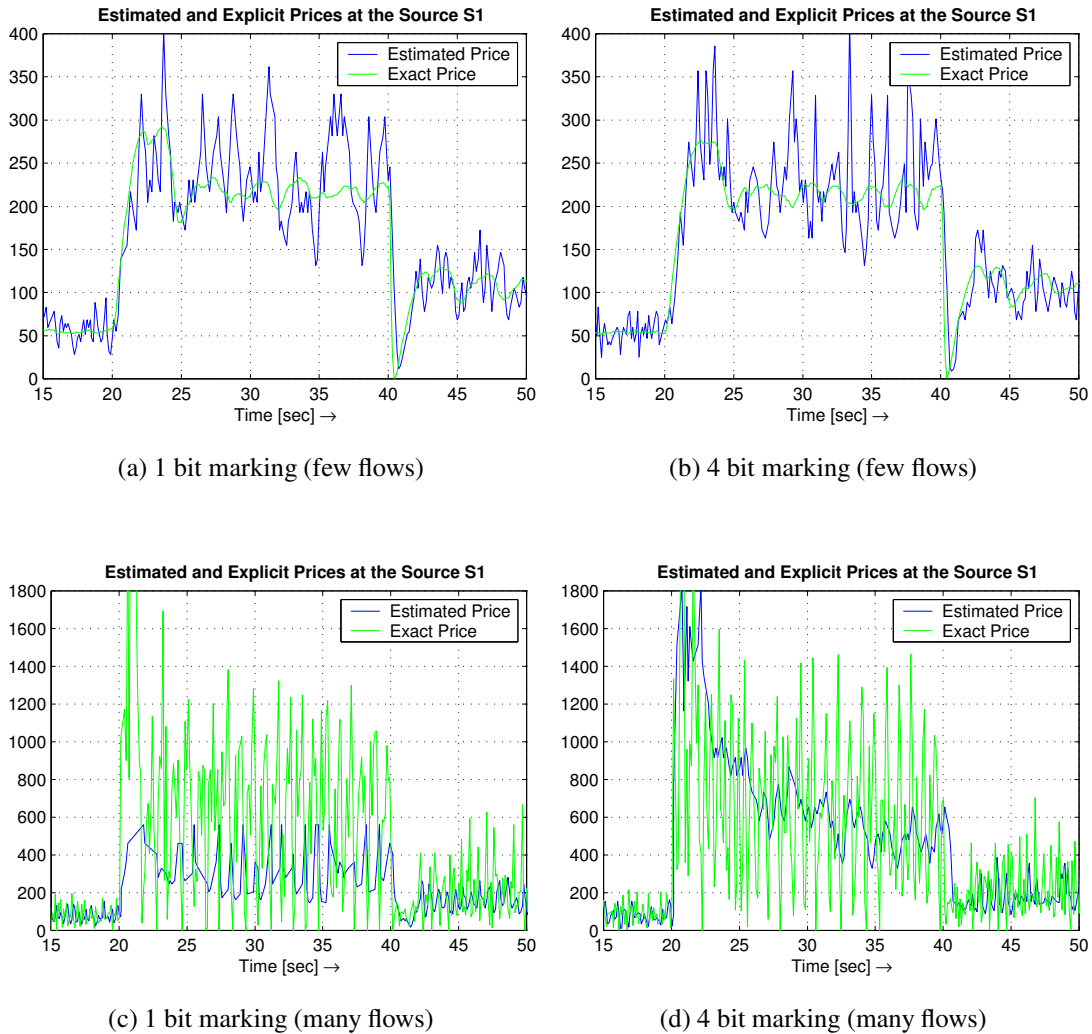 Estimated and Explicit Prices at the Source S1
400
350
300
250
200
150
100
50
0
Estimated Price
Exact Price
15 20 25 30 35 40 45 50
Time [sec] →
(a) 1 bit marking (few flows)
Estimated and Explicit Prices at the Source S1
400
350
300
250
200
150
100
50
0
Estimated Price
Exact Price
15 20 25 30 35 40 45 50
Time [sec] →
(b) 4 bit marking (few flows)
Estimated and Explicit Prices at the Source S1
1800
1600
1400
1200
1000
800
600
400
200
0
Estimated Price
Exact Price
15 20 25 30 35 40 45 50
Time [sec] →
(c) 1 bit marking (many flows)
Estimated and Explicit Prices at the Source S1
1800
1600
1400
1200
1000
800
600
400
200
0
Estimated Price
Exact Price
15 20 25 30 35 40 45 50
Time [sec] →
(d) 4 bit marking (many flows)